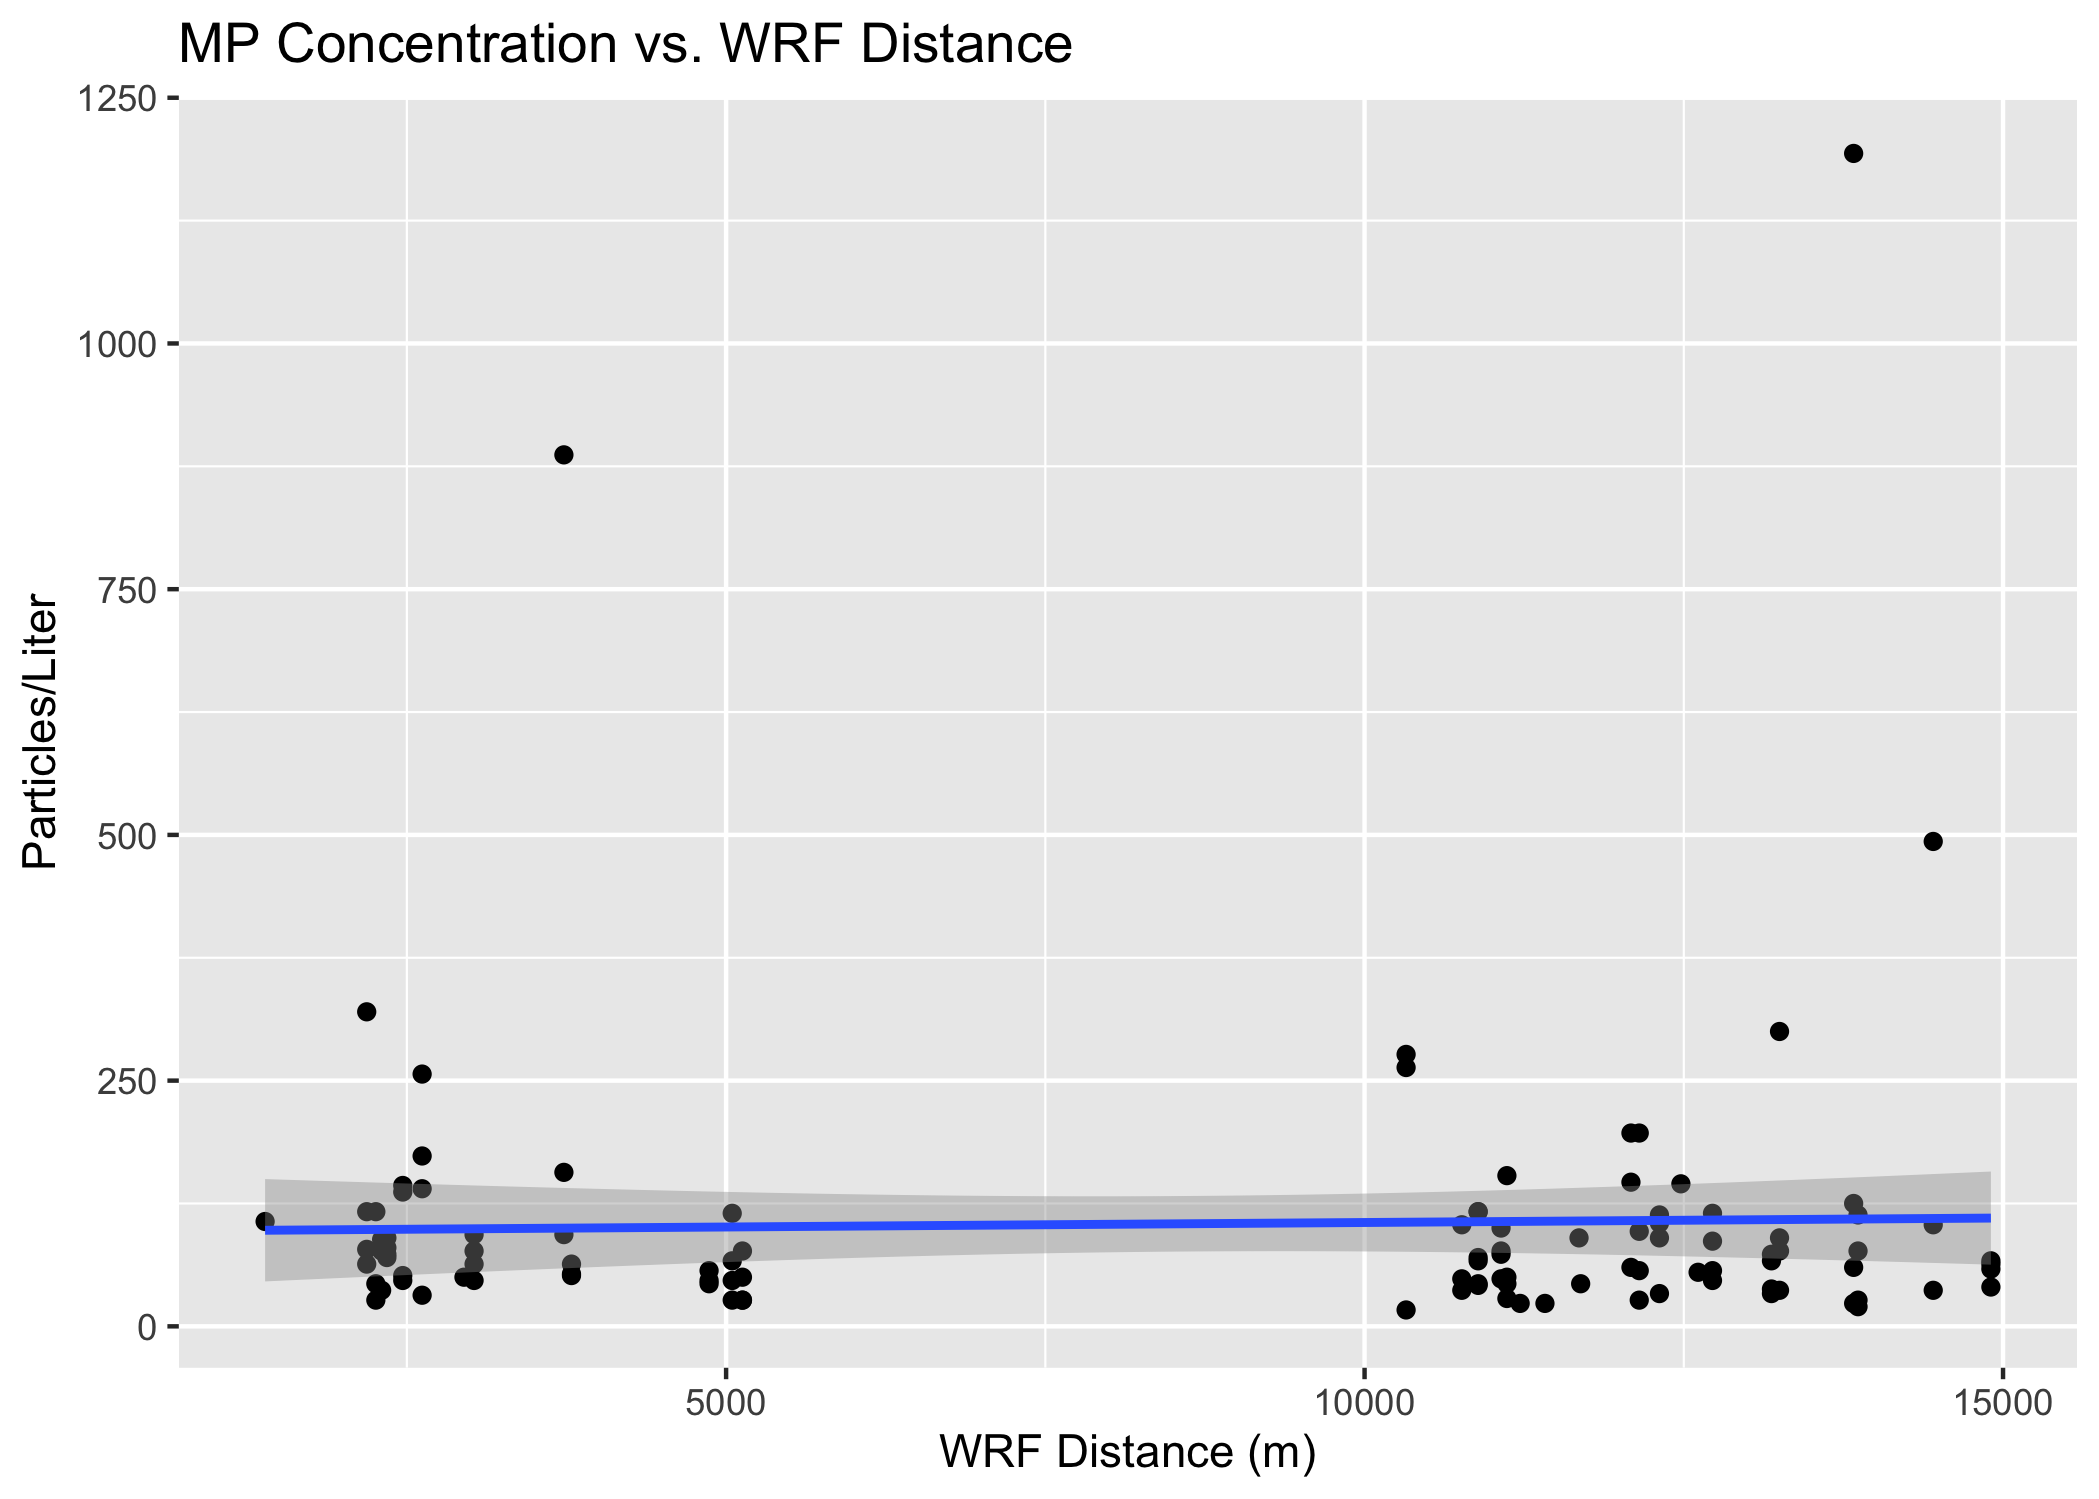 MP Concentration vs. WRF Distance
1250
1000
750
500
250
0
Particles/Liter
5000 10000 15000
WRF Distance (m)